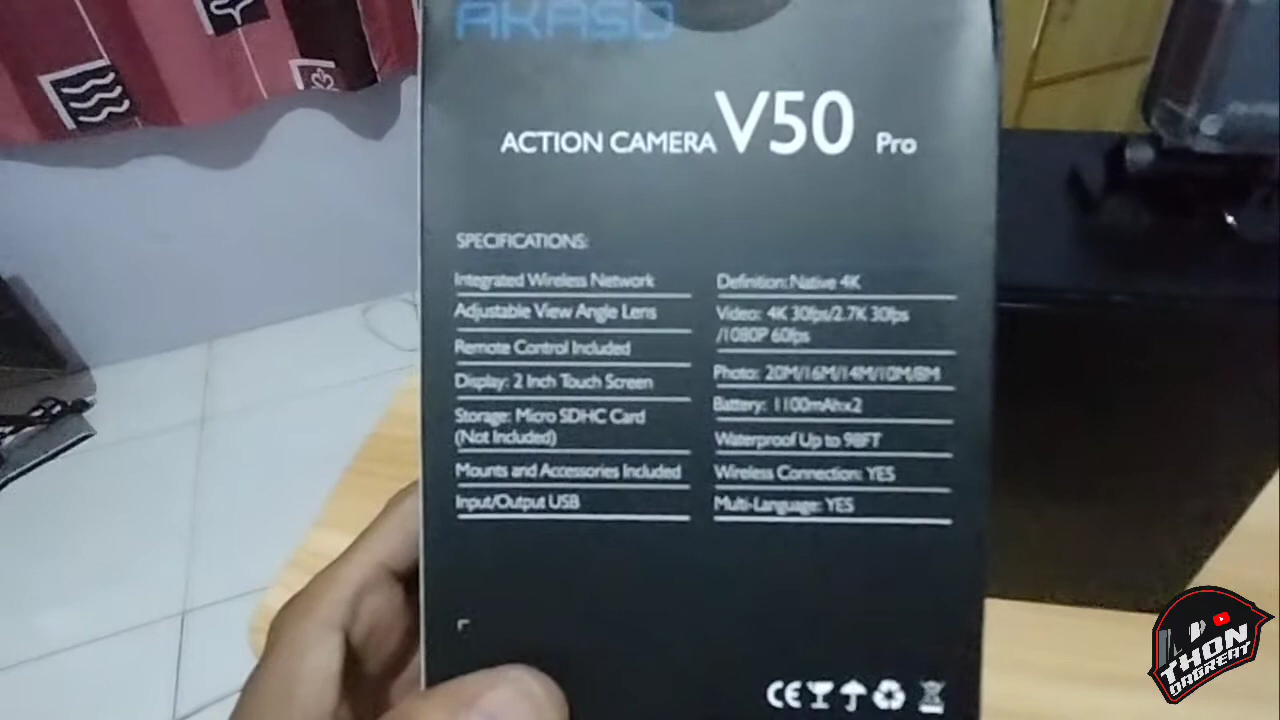 AKASO
ACTION CAMERA V50 Pro
SPECIFICATIONS:
Integrated Wireless Network
Adjustable View Angle Lens
Remote Control Included
Display: 2 Inch Touch Screen
Storage: Micro SDHC Card
(Not Included)
Mounts and Accessories Included
Input/Output USB
Definition: Native 4K
Video: 4K 30fps/2.7K 30fps
/1080P 60fps
Photo: 20M/16M/14M/10M/8M
Battery: 1100mAhx2
Waterproof Up to 98FT
Wireless Connection: YES
Multi-Language: YES
CE
THON
DAGREAT